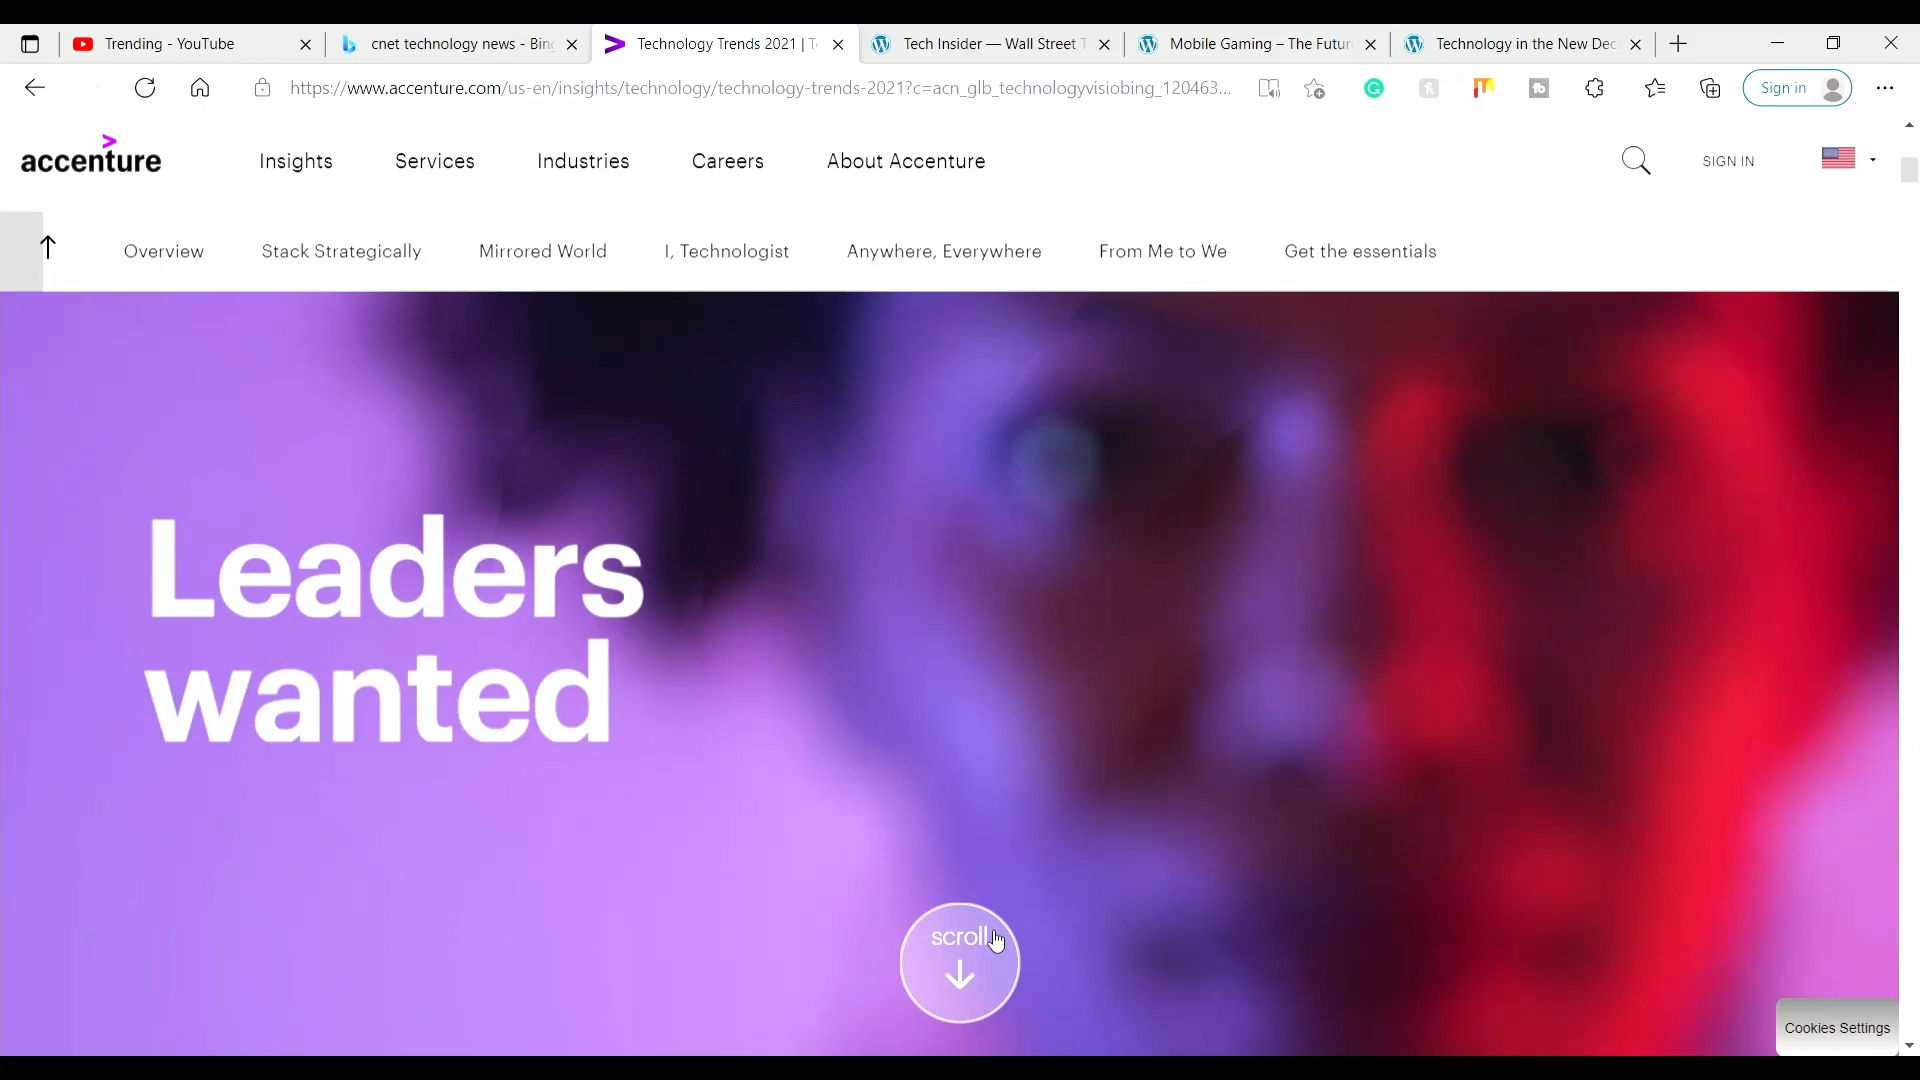 Trending - YouTube
cnet technology news - Bin
Technology Trends 2021 | T
Tech Insider — Wall Street T
Mobile Gaming – The Futur
Technology in the New Dec
https://www.accenture.com/us-en/insights/technology/technology-trends-2021?c=acn_glb_technologyvisiobing_120463...
Sign in
accenture
Insights
Services
Industries
Careers
About Accenture
SIGN IN
Overview
Stack Strategically
Mirrored World
I, Technologist
Anywhere, Everywhere
From Me to We
Get the essentials
Leaders
wanted
scroll
Cookies Settings